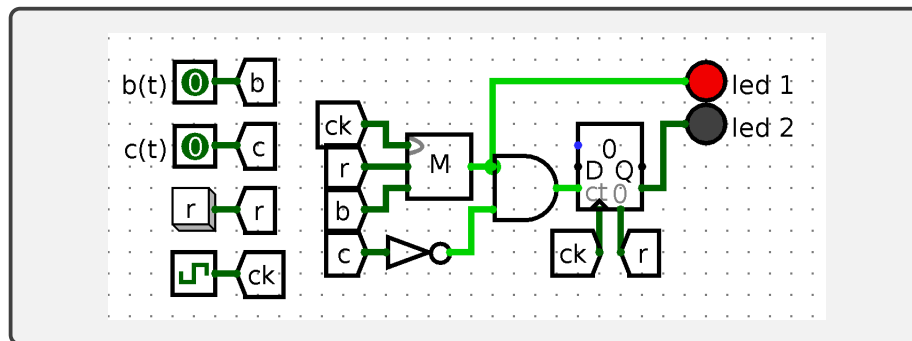 b(t) 0 b
c(t) 0 c
r r
ck
ck
r
b
c
M
0
D Q
ct 0
ck r
led 1
led 2